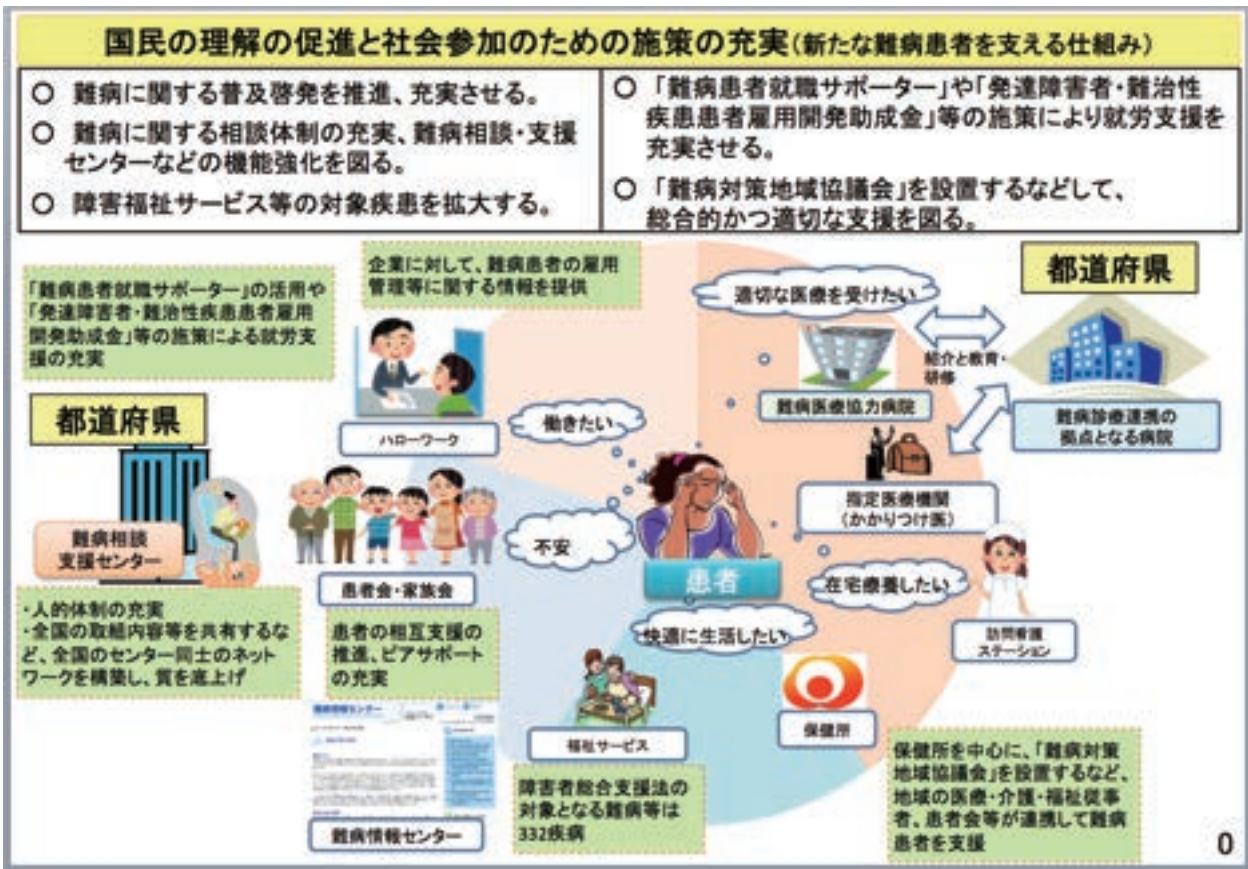 国民の理解の促進と社会参加のための施策の充実(新たな難病患者を支える仕組み)
○ 難病に関する普及啓発を推進、充実させる。
○ 難病に関する相談体制の充実、難病相談・支援
センターなどの機能強化を図る。
○ 障害福祉サービス等の対象疾患を拡大する。
○ 「難病患者就職サポーター」や「発達障害者・難治性
疾患患者雇用開発助成金」等の施策により就労支援を
充実させる。
○ 「難病対策地域協議会」を設置するなどして、
総合的かつ適切な支援を図る。
「難病患者就職サポーター」の活用や
「発達障害者・難治性疾患患者雇用
開発助成金」等の施策による就労支
援の充実
企業に対して、難病患者の雇用
管理等に関する情報を提供
適切な医療を受けたい
都道府県
紹介と教育・
研修
難病医療協力病院
難病診療連携の
拠点となる病院
都道府県
ハローワーク
働きたい
指定医療機関
(かかりつけ医)
難病相談
支援センター
不安
患者
在宅療養したい
患者会・家族会
快適に生活したい
訪問看護
ステーション
・人的体制の充実
・全国の取組内容等を共有するな
ど、全国のセンター同士のネット
ワークを構築し、質を底上げ
患者の相互支援の
推進、ピアサポート
の充実
難病情報センター
福祉サービス
保健所
障害者総合支援法の
対象となる難病等は
332疾病
保健所を中心に、「難病対策
地域協議会」を設置するなど、
地域の医療・介護・福祉従事
者、患者会等が連携して難病
患者を支援
難病情報センター
0